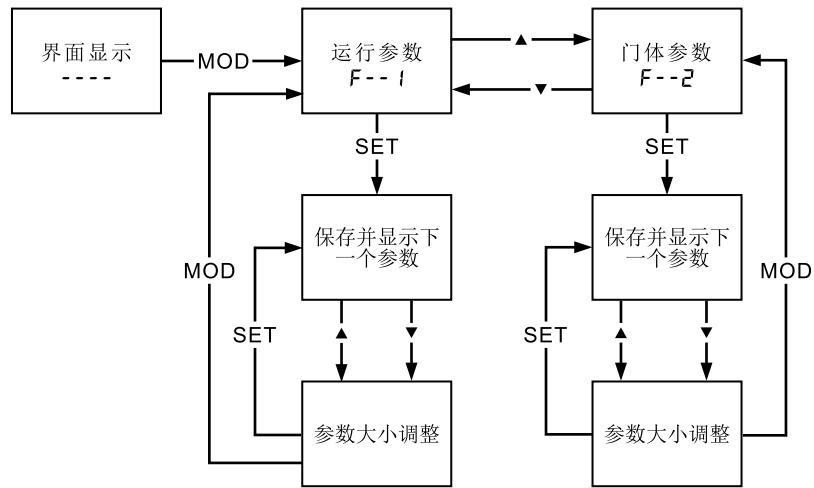 界面显示
----
MOD
运行参数
F--1
▲
▼
门体参数
F--2
SET
SET
保存并显示下
一个参数
保存并显示下
一个参数
MOD
MOD
SET
▲
▼
SET
▲
▼
参数大小调整
参数大小调整